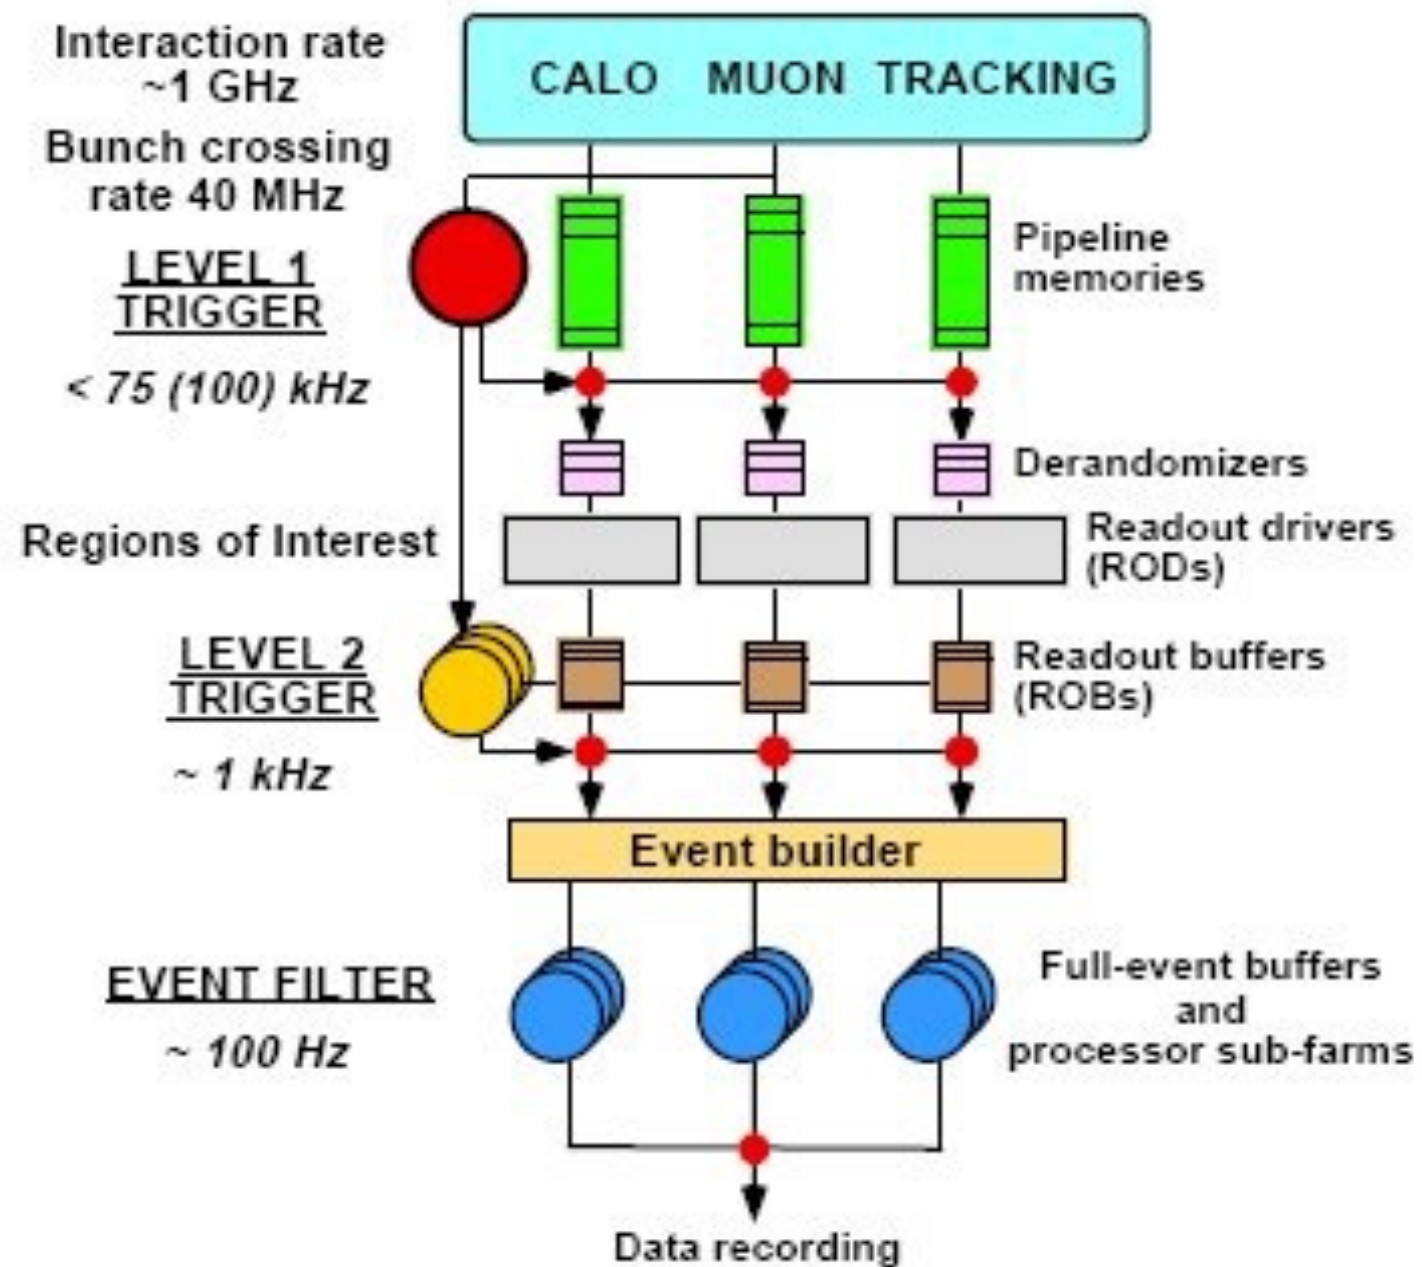 Interaction rate
~1 GHz
CALO MUON TRACKING
Bunch crossing
rate 40 MHz
LEVEL 1
TRIGGER
Pipeline
memories
< 75 (100) kHz
Derandomizers
Regions of Interest
Readout drivers
(RODs)
LEVEL 2
TRIGGER
Readout buffers
(ROBs)
~ 1 kHz
Event builder
EVENT FILTER
~ 100 Hz
Full-event buffers
and
processor sub-farms
Data recording